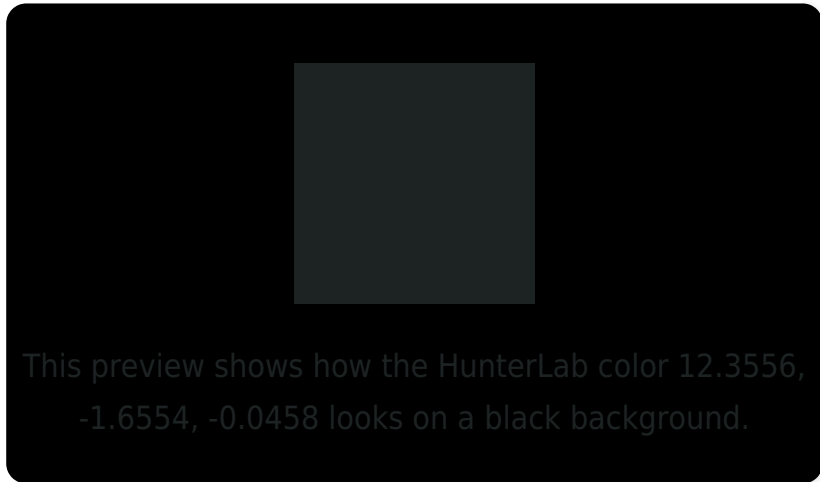 This preview shows how the HunterLab color 12.3556,
-1.6554, -0.0458 looks on a black background.